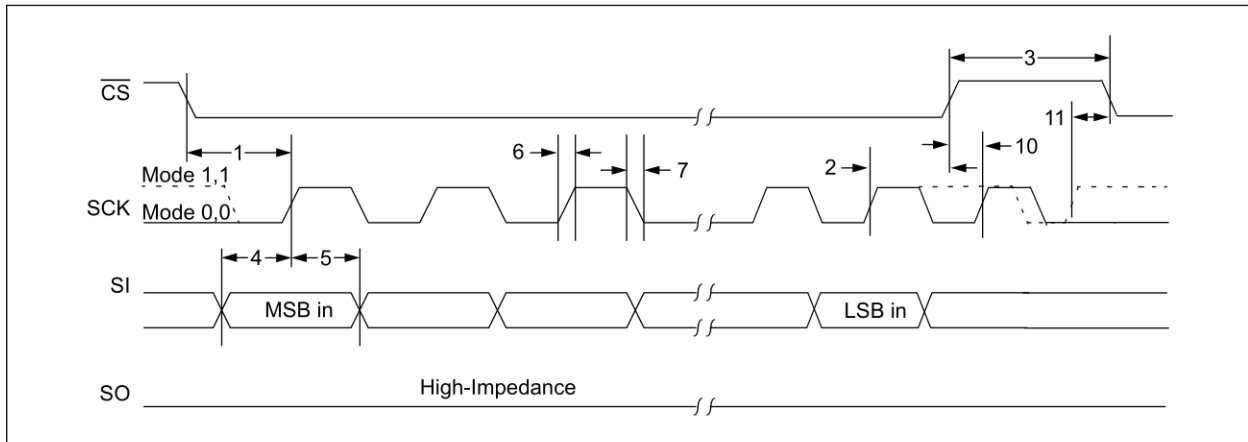 3
CS
11
1
6
7
2
10
Mode 1,1
SCK
Mode 0,0
4
5
SI
MSB in
LSB in
SO
High-Impedance